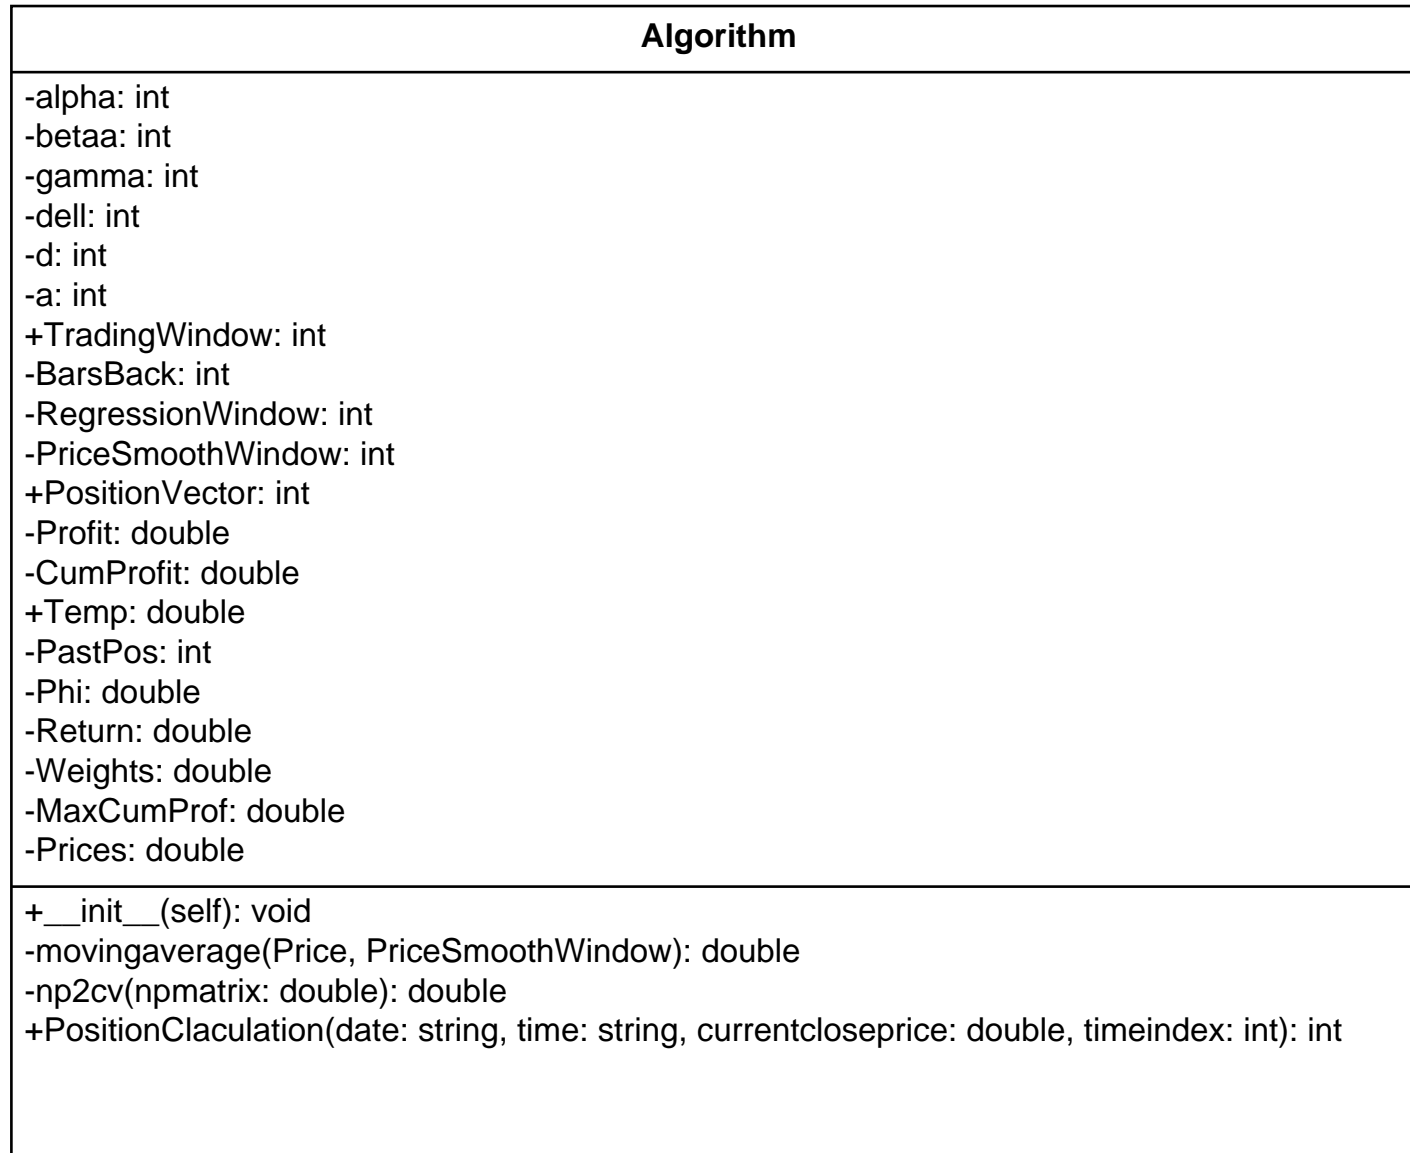 Algorithm
-alpha: int
-betaa: int
-gamma: int
-dell: int
-d: int
-a: int
+TradingWindow: int
-BarsBack: int
-RegressionWindow: int
-PriceSmoothWindow: int
+PositionVector: int
-Profit: double
-CumProfit: double
+Temp: double
-PastPos: int
-Phi: double
-Return: double
-Weights: double
-MaxCumProf: double
-Prices: double
+__init__(self): void
-movingaverage(Price, PriceSmoothWindow): double
-np2cv(npmatrix: double): double
+PositionClaculation(date: string, time: string, currentcloseprice: double, timeindex: int): int